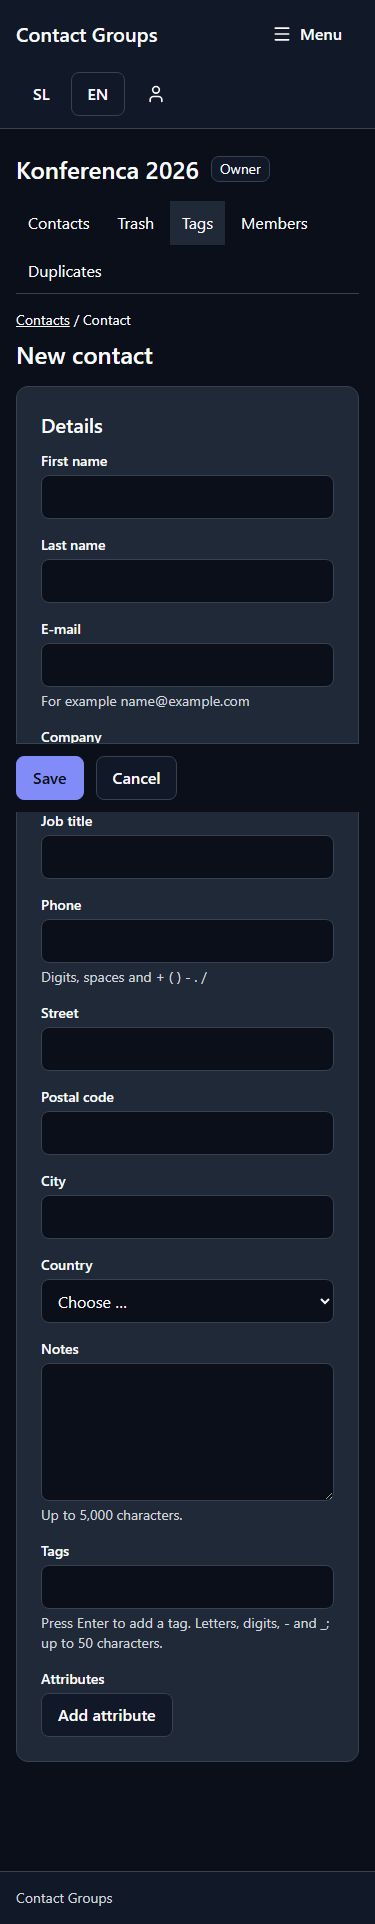 Contact Groups
Menu
SL
EN
Konferenca 2026
Owner
Contacts
Trash
Tags
Members
Duplicates
Contacts / Contact
New contact
Details
First name
Last name
E-mail
For example name@example.com
Company
Save
Cancel
Job title
Phone
Digits, spaces and + ( ) - . /
Street
Postal code
City
Country
Choose ...
Notes
Up to 5,000 characters.
Tags
Press Enter to add a tag. Letters, digits, - and _;
up to 50 characters.
Attributes
Add attribute
Contact Groups